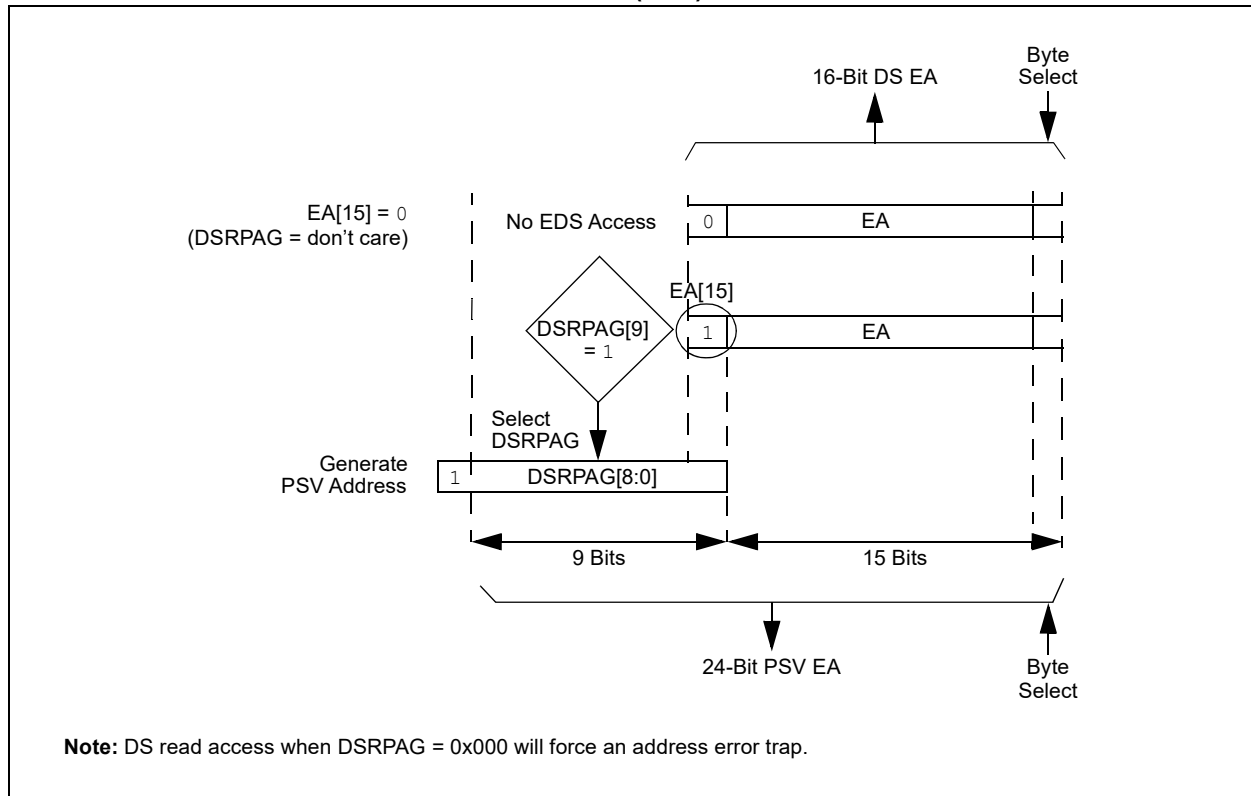 16-Bit DS EA
Byte
Select
EA[15] = 0
(DSRPAG = don't care)
No EDS Access
0
EA
EA[15]
DSRPAG[9]
= 1
1
EA
Select
DSRPAG
Generate
PSV Address
1
DSRPAG[8:0]
9 Bits
15 Bits
24-Bit PSV EA
Byte
Select
Note: DS read access when DSRPAG = 0x000 will force an address error trap.